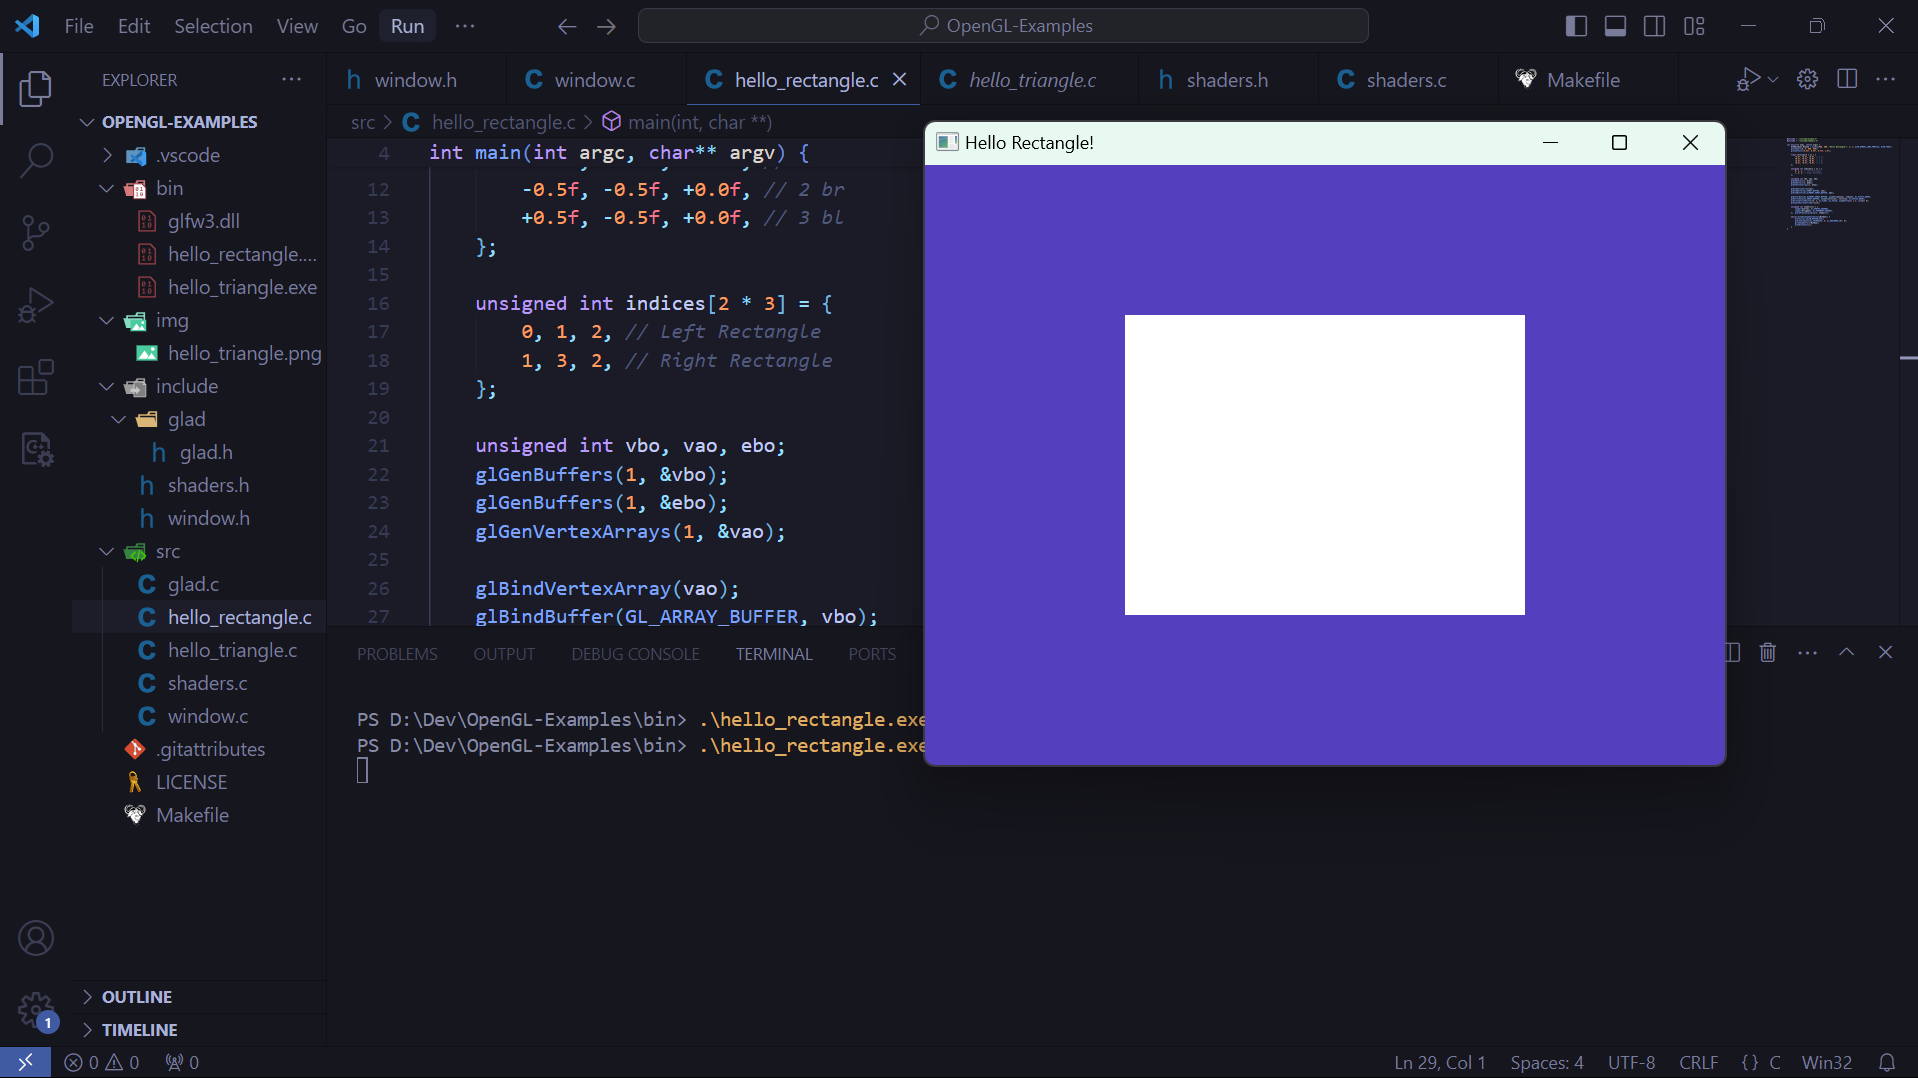 File Edit Selection View Go Run ··· OpenGL-Examples
EXPLORER ···
OPENGL-EXAMPLES
.vscode
bin
glfw3.dll
hello_rectangle....
hello_triangle.exe
img
hello_triangle.png
include
glad
glad.h
shaders.h
window.h
src
glad.c
hello_rectangle.c
hello_triangle.c
shaders.c
window.c
.gitattributes
LICENSE
Makefile
OUTLINE
TIMELINE
window.h window.c hello_rectangle.c hello_triangle.c shaders.h shaders.c Makefile
src > hello_rectangle.c > main(int, char **)
4 int main(int argc, char** argv) {
12 -0.5f, -0.5f, +0.0f, // 2 br
13 +0.5f, -0.5f, +0.0f, // 3 bl
14 };
15
16 unsigned int indices[2 * 3] = {
17 0, 1, 2, // Left Rectangle
18 1, 3, 2, // Right Rectangle
19 };
20
21 unsigned int vbo, vao, ebo;
22 glGenBuffers(1, &vbo);
23 glGenBuffers(1, &ebo);
24 glGenVertexArrays(1, &vao);
25
26 glBindVertexArray(vao);
27 glBindBuffer(GL_ARRAY_BUFFER, vbo);
Hello Rectangle!
PROBLEMS OUTPUT DEBUG CONSOLE TERMINAL PORTS
PS D:\Dev\OpenGL-Examples\bin> .\hello_rectangle.exe
PS D:\Dev\OpenGL-Examples\bin> .\hello_rectangle.exe
1
0 0 0 Ln 29, Col 1 Spaces: 4 UTF-8 CRLF {} C Win32